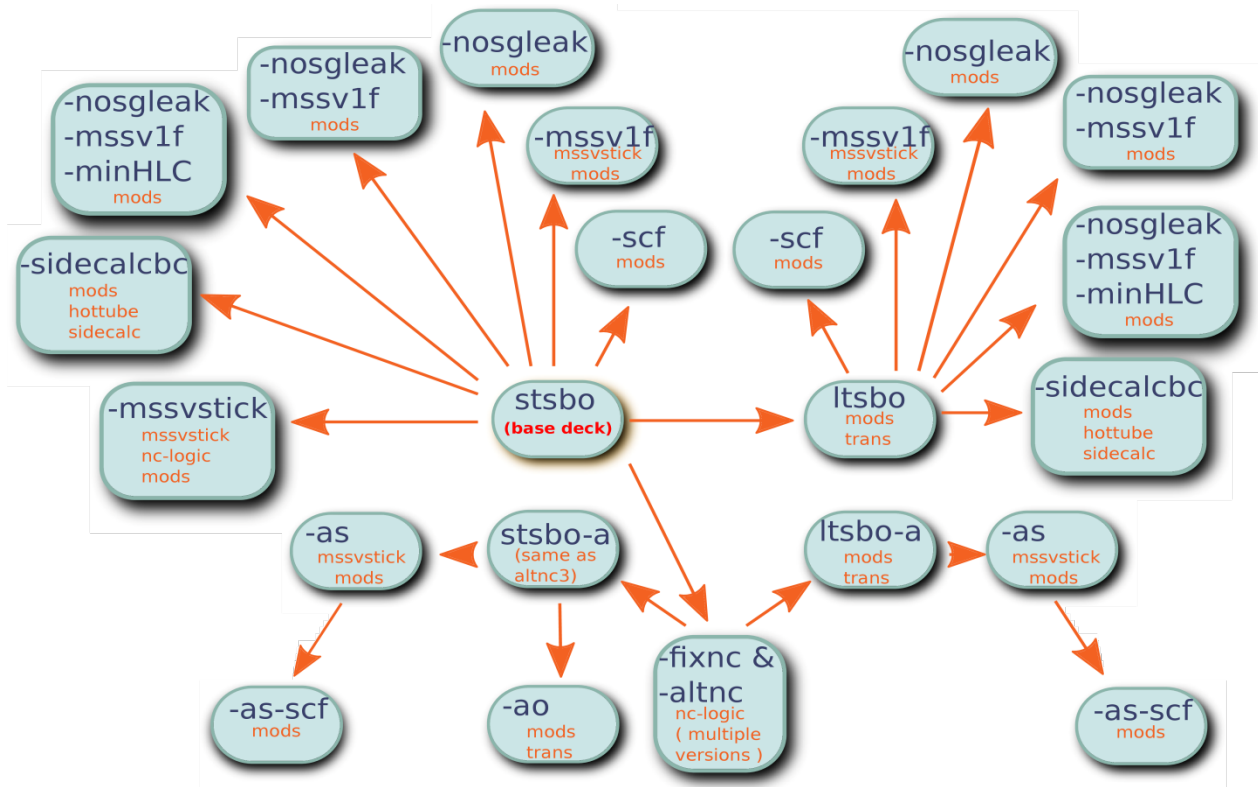 -nosgleak
mods
-nosgleak
mods
-nosgleak
-mssv1f
mods
-nosgleak
-mssv1f
-minHLC
mods
-nosgleak
-mssv1f
mods
-mssv1f
mssvstick
mods
-mssv1f
mssvstick
mods
-scf
mods
-scf
mods
-nosgleak
-mssv1f
-minHLC
mods
-sidecalcbc
mods
hottube
sidecalc
-sidecalcbc
mods
hottube
sidecalc
-mssvstick
mssvstick
nc-logic
mods
stsbo
(base deck)
ltsbo
mods
trans
-as
mssvstick
mods
stsbo-a
(same as
altnc3)
ltsbo-a
mods
trans
-as
mssvstick
mods
-as-scf
mods
-ao
mods
trans
-fixnc &
-altnc
nc-logic
( multiple
versions )
-as-scf
mods